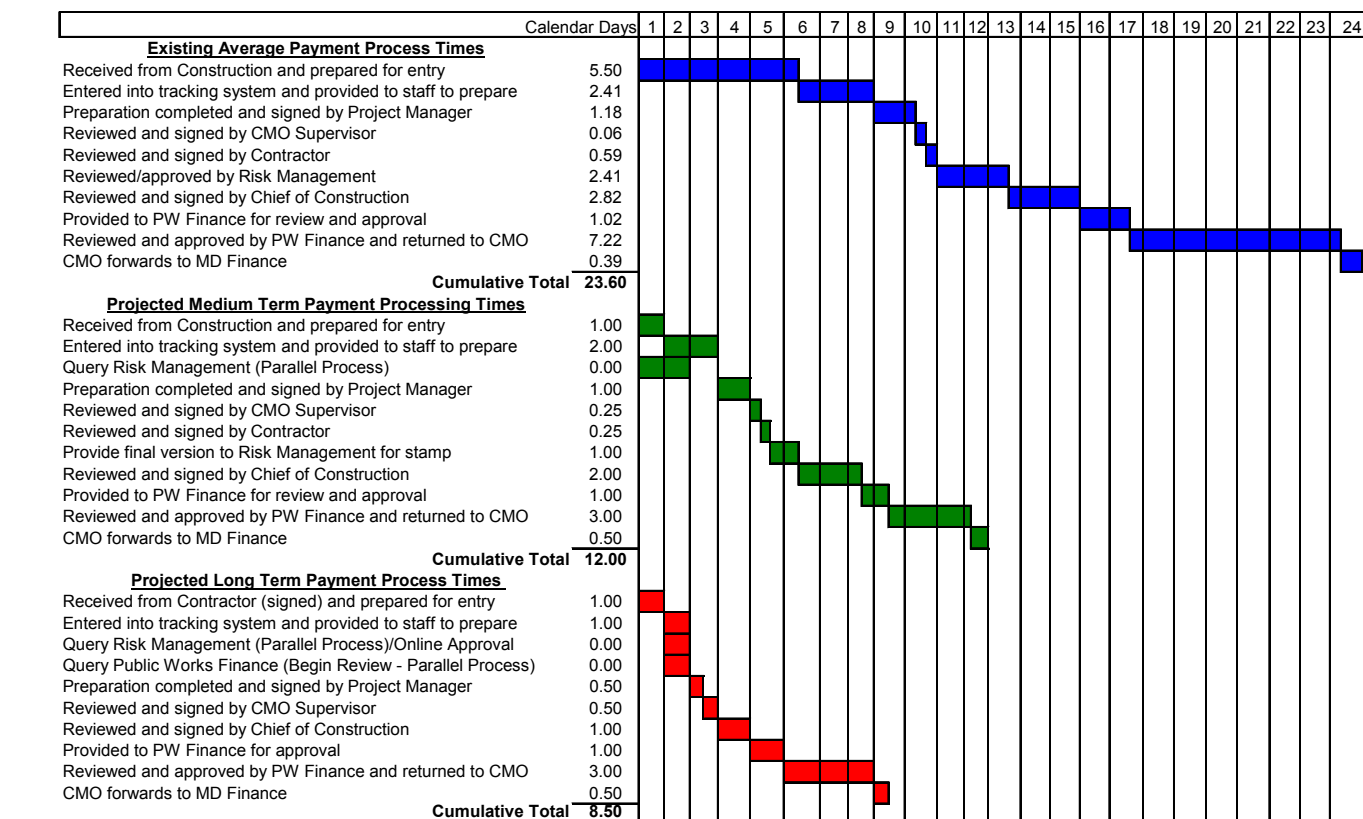 Calendar Days 1 2 3 4 5 6 7 8 9 10 11 12 13 14 15 16 17 18 19 20 21 22 23 24
Existing Average Payment Process Times
Received from Construction and prepared for entry 5.50
Entered into tracking system and provided to staff to prepare 2.41
Preparation completed and signed by Project Manager 1.18
Reviewed and signed by CMO Supervisor 0.06
Reviewed and signed by Contractor 0.59
Reviewed/approved by Risk Management 2.41
Reviewed and signed by Chief of Construction 2.82
Provided to PW Finance for review and approval 1.02
Reviewed and approved by PW Finance and returned to CMO 7.22
CMO forwards to MD Finance 0.39
Cumulative Total 23.60
Projected Medium Term Payment Processing Times
Received from Construction and prepared for entry 1.00
Entered into tracking system and provided to staff to prepare 2.00
Query Risk Management (Parallel Process) 0.00
Preparation completed and signed by Project Manager 1.00
Reviewed and signed by CMO Supervisor 0.25
Reviewed and signed by Contractor 0.25
Provide final version to Risk Management for stamp 1.00
Reviewed and signed by Chief of Construction 2.00
Provided to PW Finance for review and approval 1.00
Reviewed and approved by PW Finance and returned to CMO 3.00
CMO forwards to MD Finance 0.50
Cumulative Total 12.00
Projected Long Term Payment Process Times
Received from Contractor (signed) and prepared for entry 1.00
Entered into tracking system and provided to staff to prepare 1.00
Query Risk Management (Parallel Process)/Online Approval 0.00
Query Public Works Finance (Begin Review - Parallel Process) 0.00
Preparation completed and signed by Project Manager 0.50
Reviewed and signed by CMO Supervisor 0.50
Reviewed and signed by Chief of Construction 1.00
Provided to PW Finance for approval 1.00
Reviewed and approved by PW Finance and returned to CMO 3.00
CMO forwards to MD Finance 0.50
Cumulative Total 8.50